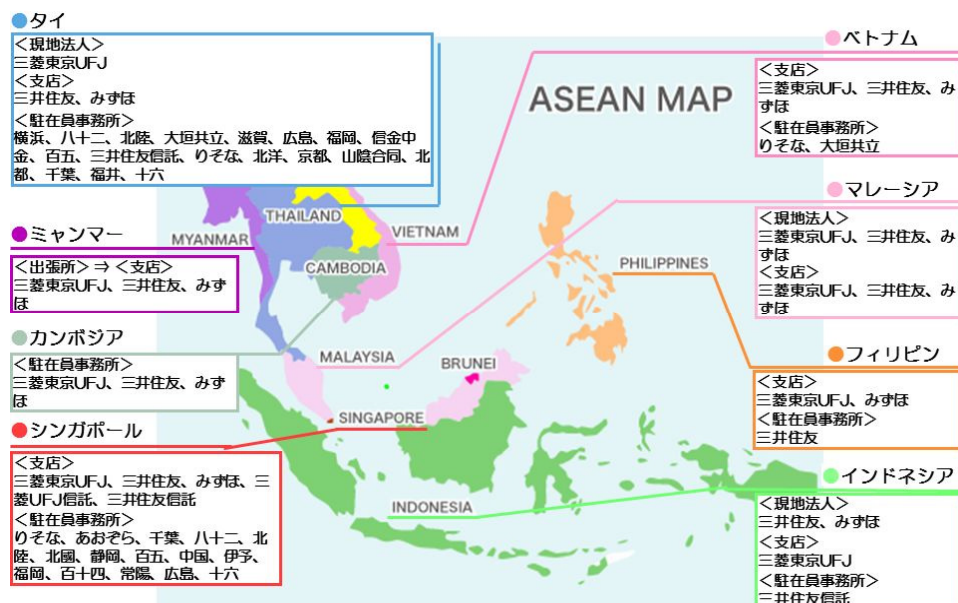 ●タイ
＜現地法人＞
三菱東京UFJ
＜支店＞
三井住友、みずほ
＜駐在員事務所＞
横浜、八十二、北陸、大垣共立、滋賀、広島、福岡、信金中
金、百五、三井住友信託、りそな、北洋、京都、山陰合同、北
都、千葉、福井、十六
●ミャンマー
＜出張所＞ ⇒ ＜支店＞
三菱東京UFJ、三井住友、みず
ほ
●カンボジア
＜駐在員事務所＞
三菱東京UFJ、三井住友、みず
ほ
●シンガポール
＜支店＞
三菱東京UFJ、三井住友、みずほ、三
菱UFJ信託、三井住友信託
＜駐在員事務所＞
りそな、あおぞら、千葉、八十二、北
陸、北國、静岡、百五、中国、伊予、
福岡、百十四、常陽、広島、十六
ASEAN MAP
THAILAND
MYANMAR
VIETNAM
CAMBODIA
PHILIPPINES
MALAYSIA
BRUNEI
SINGAPORE
INDONESIA
●ベトナム
＜支店＞
三菱東京UFJ、三井住友、み
ずほ
＜駐在員事務所＞
りそな、大垣共立
●マレーシア
＜現地法人＞
三菱東京UFJ、三井住友、み
ずほ
＜支店＞
三菱東京UFJ、三井住友、み
ずほ
●フィリピン
＜支店＞
三菱東京UFJ、みずほ
＜駐在員事務所＞
三井住友
●インドネシア
＜現地法人＞
三井住友、みずほ
＜支店＞
三菱東京UFJ
＜駐在員事務所＞
三井住友信託